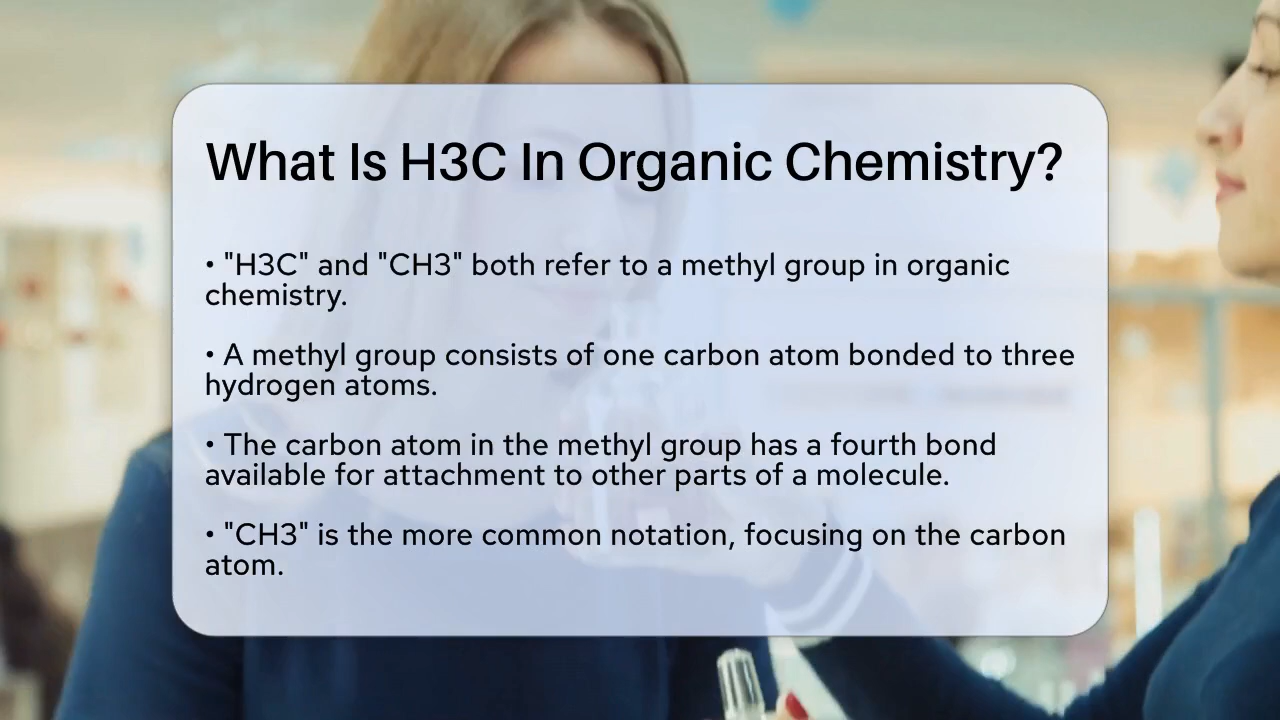 What Is H3C In Organic Chemistry?
• "H3C" and "CH3" both refer to a methyl group in organic
chemistry.
• A methyl group consists of one carbon atom bonded to three
hydrogen atoms.
• The carbon atom in the methyl group has a fourth bond
available for attachment to other parts of a molecule.
• "CH3" is the more common notation, focusing on the carbon
atom.